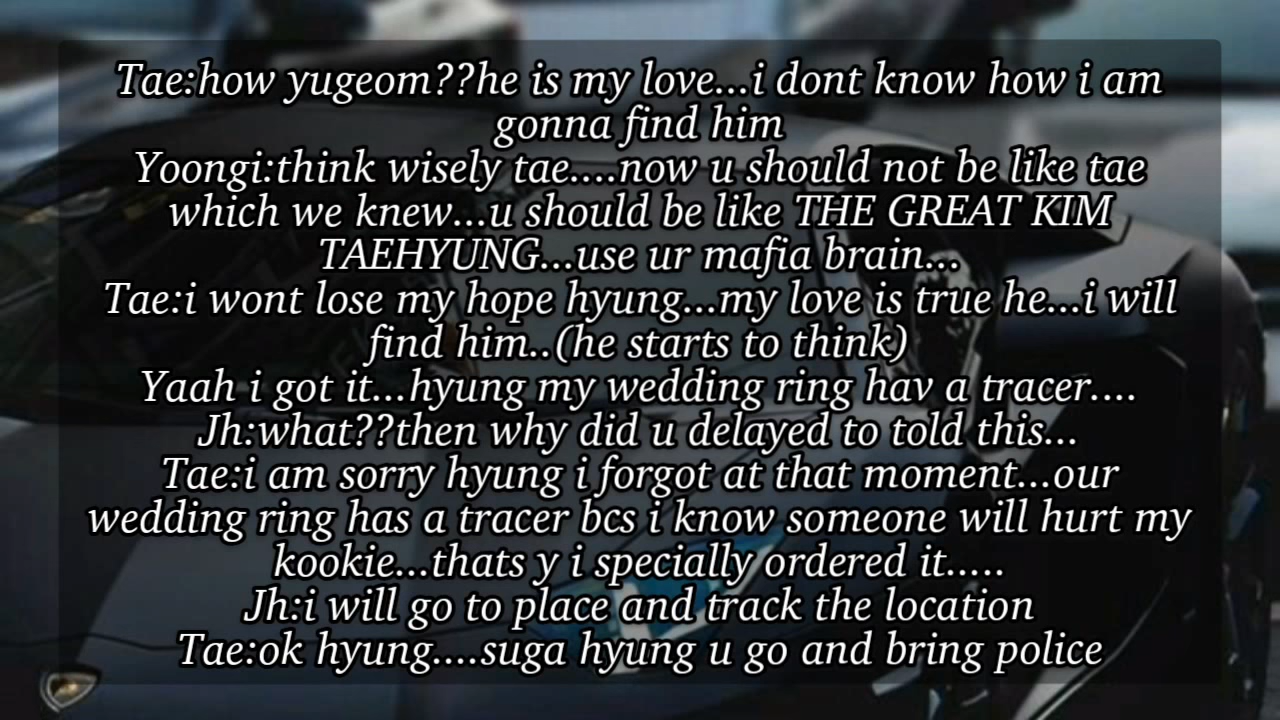 Tae:how yugeom??he is my love...i dont know how i am
gonna find him
Yoongi:think wisely tae....now u should not be like tae
which we knew...u should be like THE GREAT KIM
TAEHYUNG...use ur mafia brain...
Tae:i wont lose my hope hyung...my love is true he...i will
find him..(he starts to think)
Yaah i got it...hyung my wedding ring hav a tracer....
Jh:what??then why did u delayed to told this...
Tae:i am sorry hyung i forgot at that moment...our
wedding ring has a tracer bcs i know someone will hurt my
kookie...thats y i specially ordered it.....
Jh:i will go to place and track the location
Tae:ok hyung....suga hyung u go and bring police